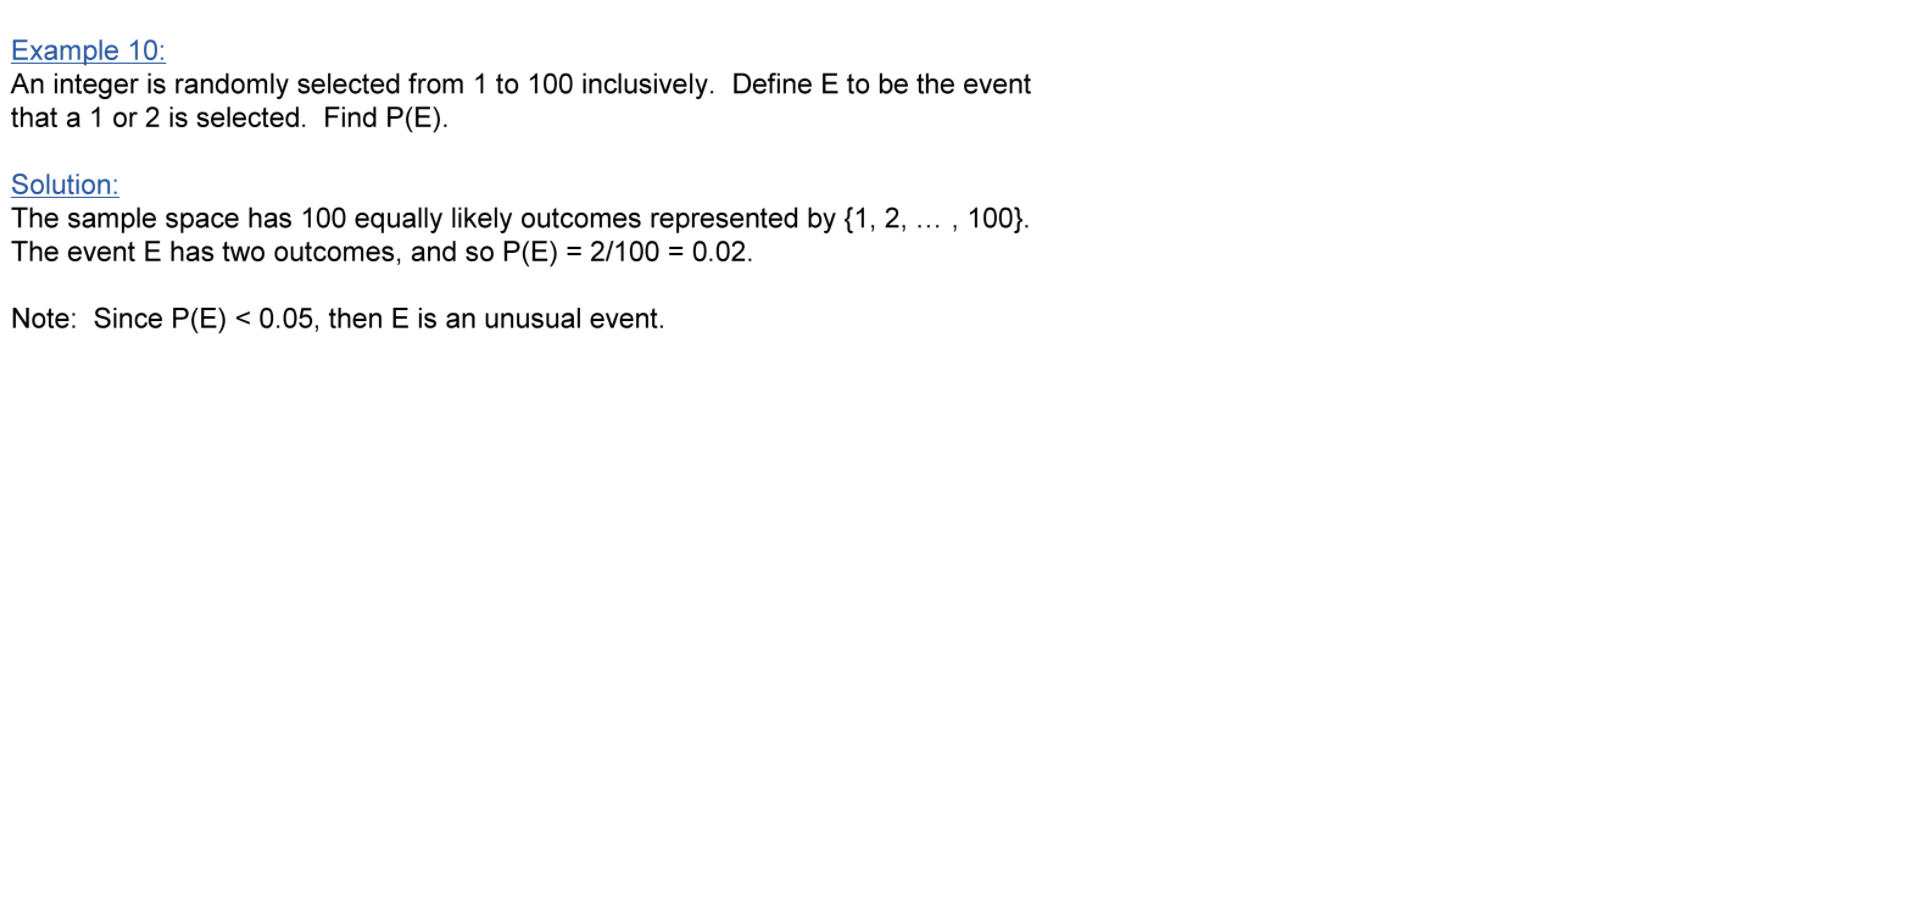 Example 10:
An integer is randomly selected from 1 to 100 inclusively.  Define E to be the event
that a 1 or 2 is selected.  Find P(E).
Solution:
The sample space has 100 equally likely outcomes represented by {1, 2, … , 100}.
The event E has two outcomes, and so P(E) = 2/100 = 0.02.
Note:  Since P(E) < 0.05, then E is an unusual event.